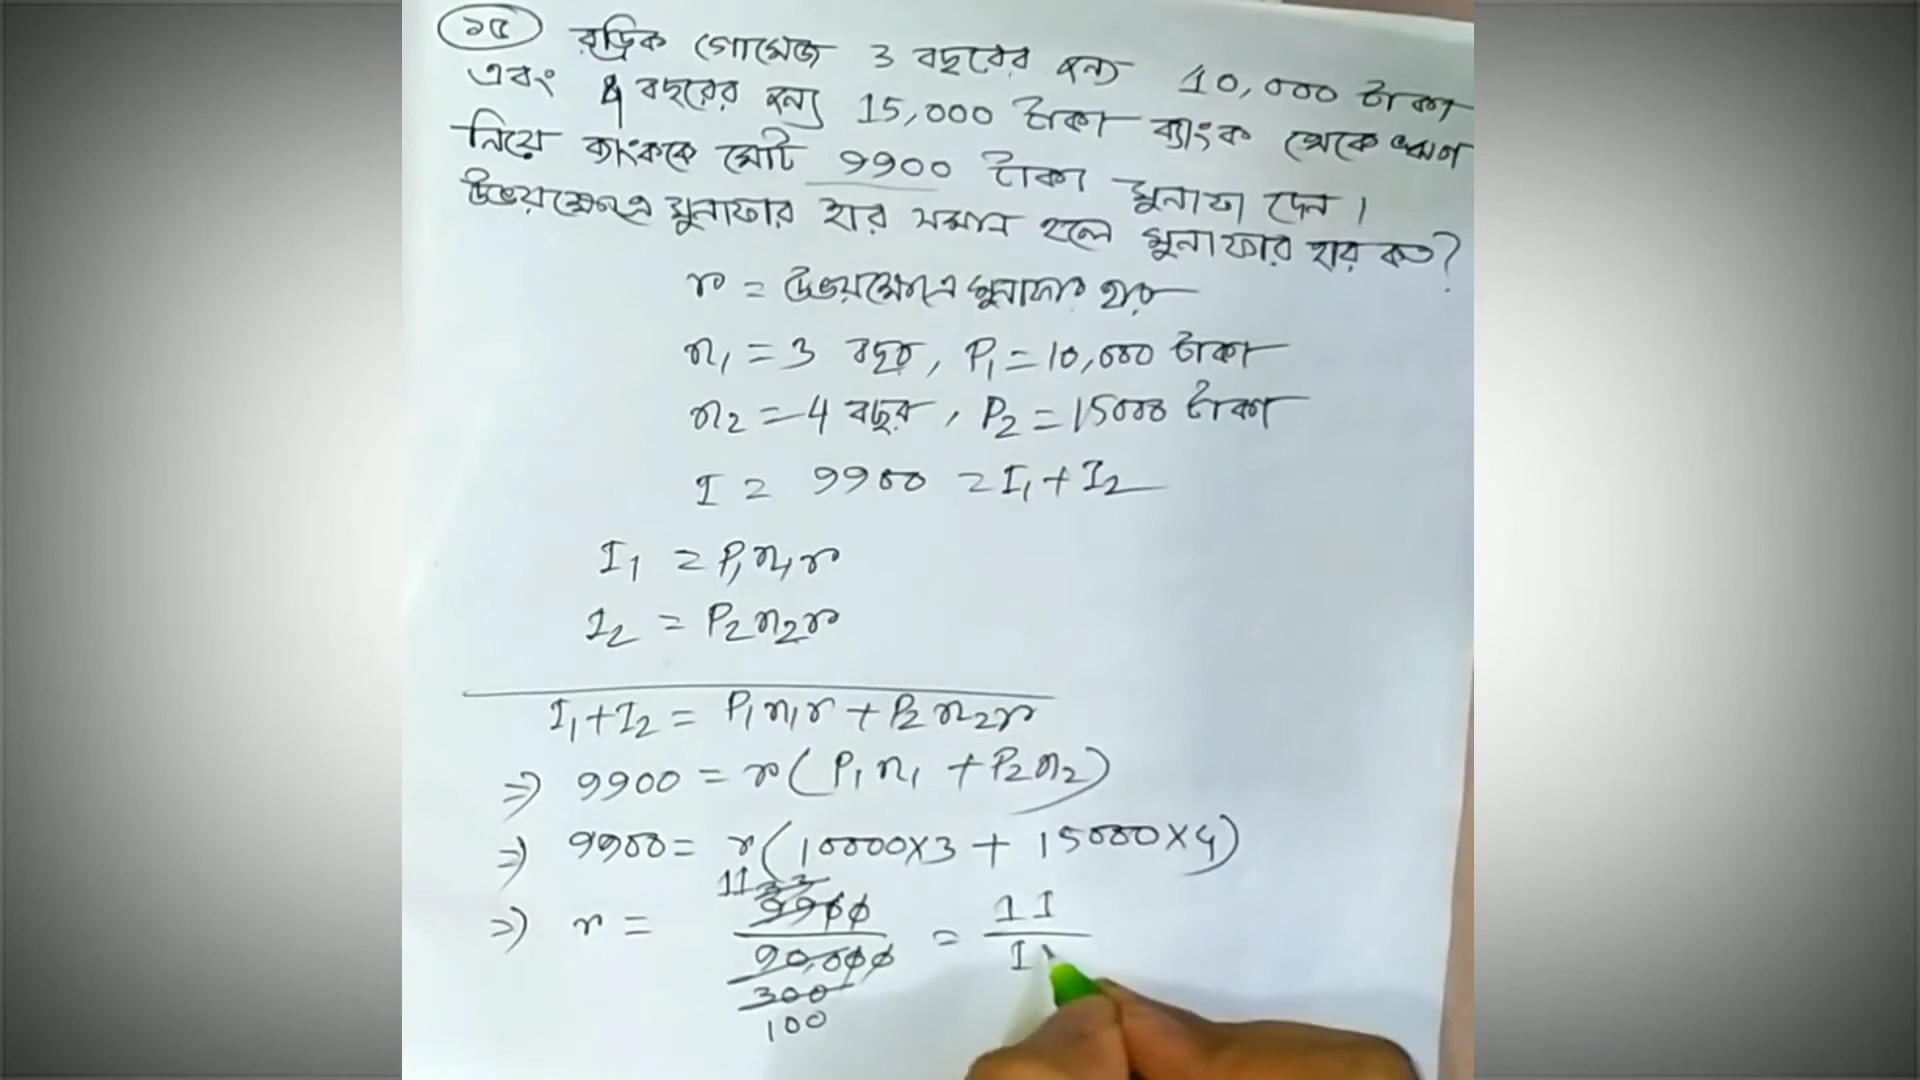 ১৫ রড্রিক গোমেজ 3 বছরের জন্য 10,000 টাকা
এবং 4 বছরের জন্য 15,000 টাকা ব্যাংক থেকে ঋণ
নিয়ে ব্যাংককে মোট 9900 টাকা মুনাফা দেন।
উভয়ক্ষেত্রে মুনাফার হার সমান হলে মুনাফার হার কত?
r = উভয়ক্ষেত্রে মুনাফার হার
n₁ = 3 বছর, P₁ = 10,000 টাকা
n₂ = 4 বছর, P₂ = 15000 টাকা
I = 9900 = I₁ + I₂
I₁ = P₁n₁r
I₂ = P₂n₂r
I₁ + I₂ = P₁n₁r + P₂n₂r
⇒ 9900 = r(P₁n₁ + P₂n₂)
⇒ 9900 = r(10000×3 + 15000×4)
11 33
⇒ r = 9900 / 90,000 = 11 / 1
300
100